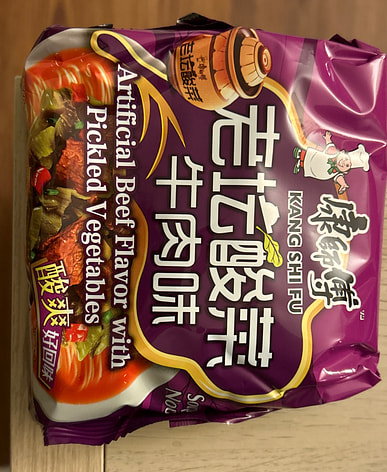 康師傅
KANG SHI FU
老坛酸菜
牛肉味
老坛酸菜
Artificial Beef Flavor with
Pickled Vegetables
酸爽
好回味